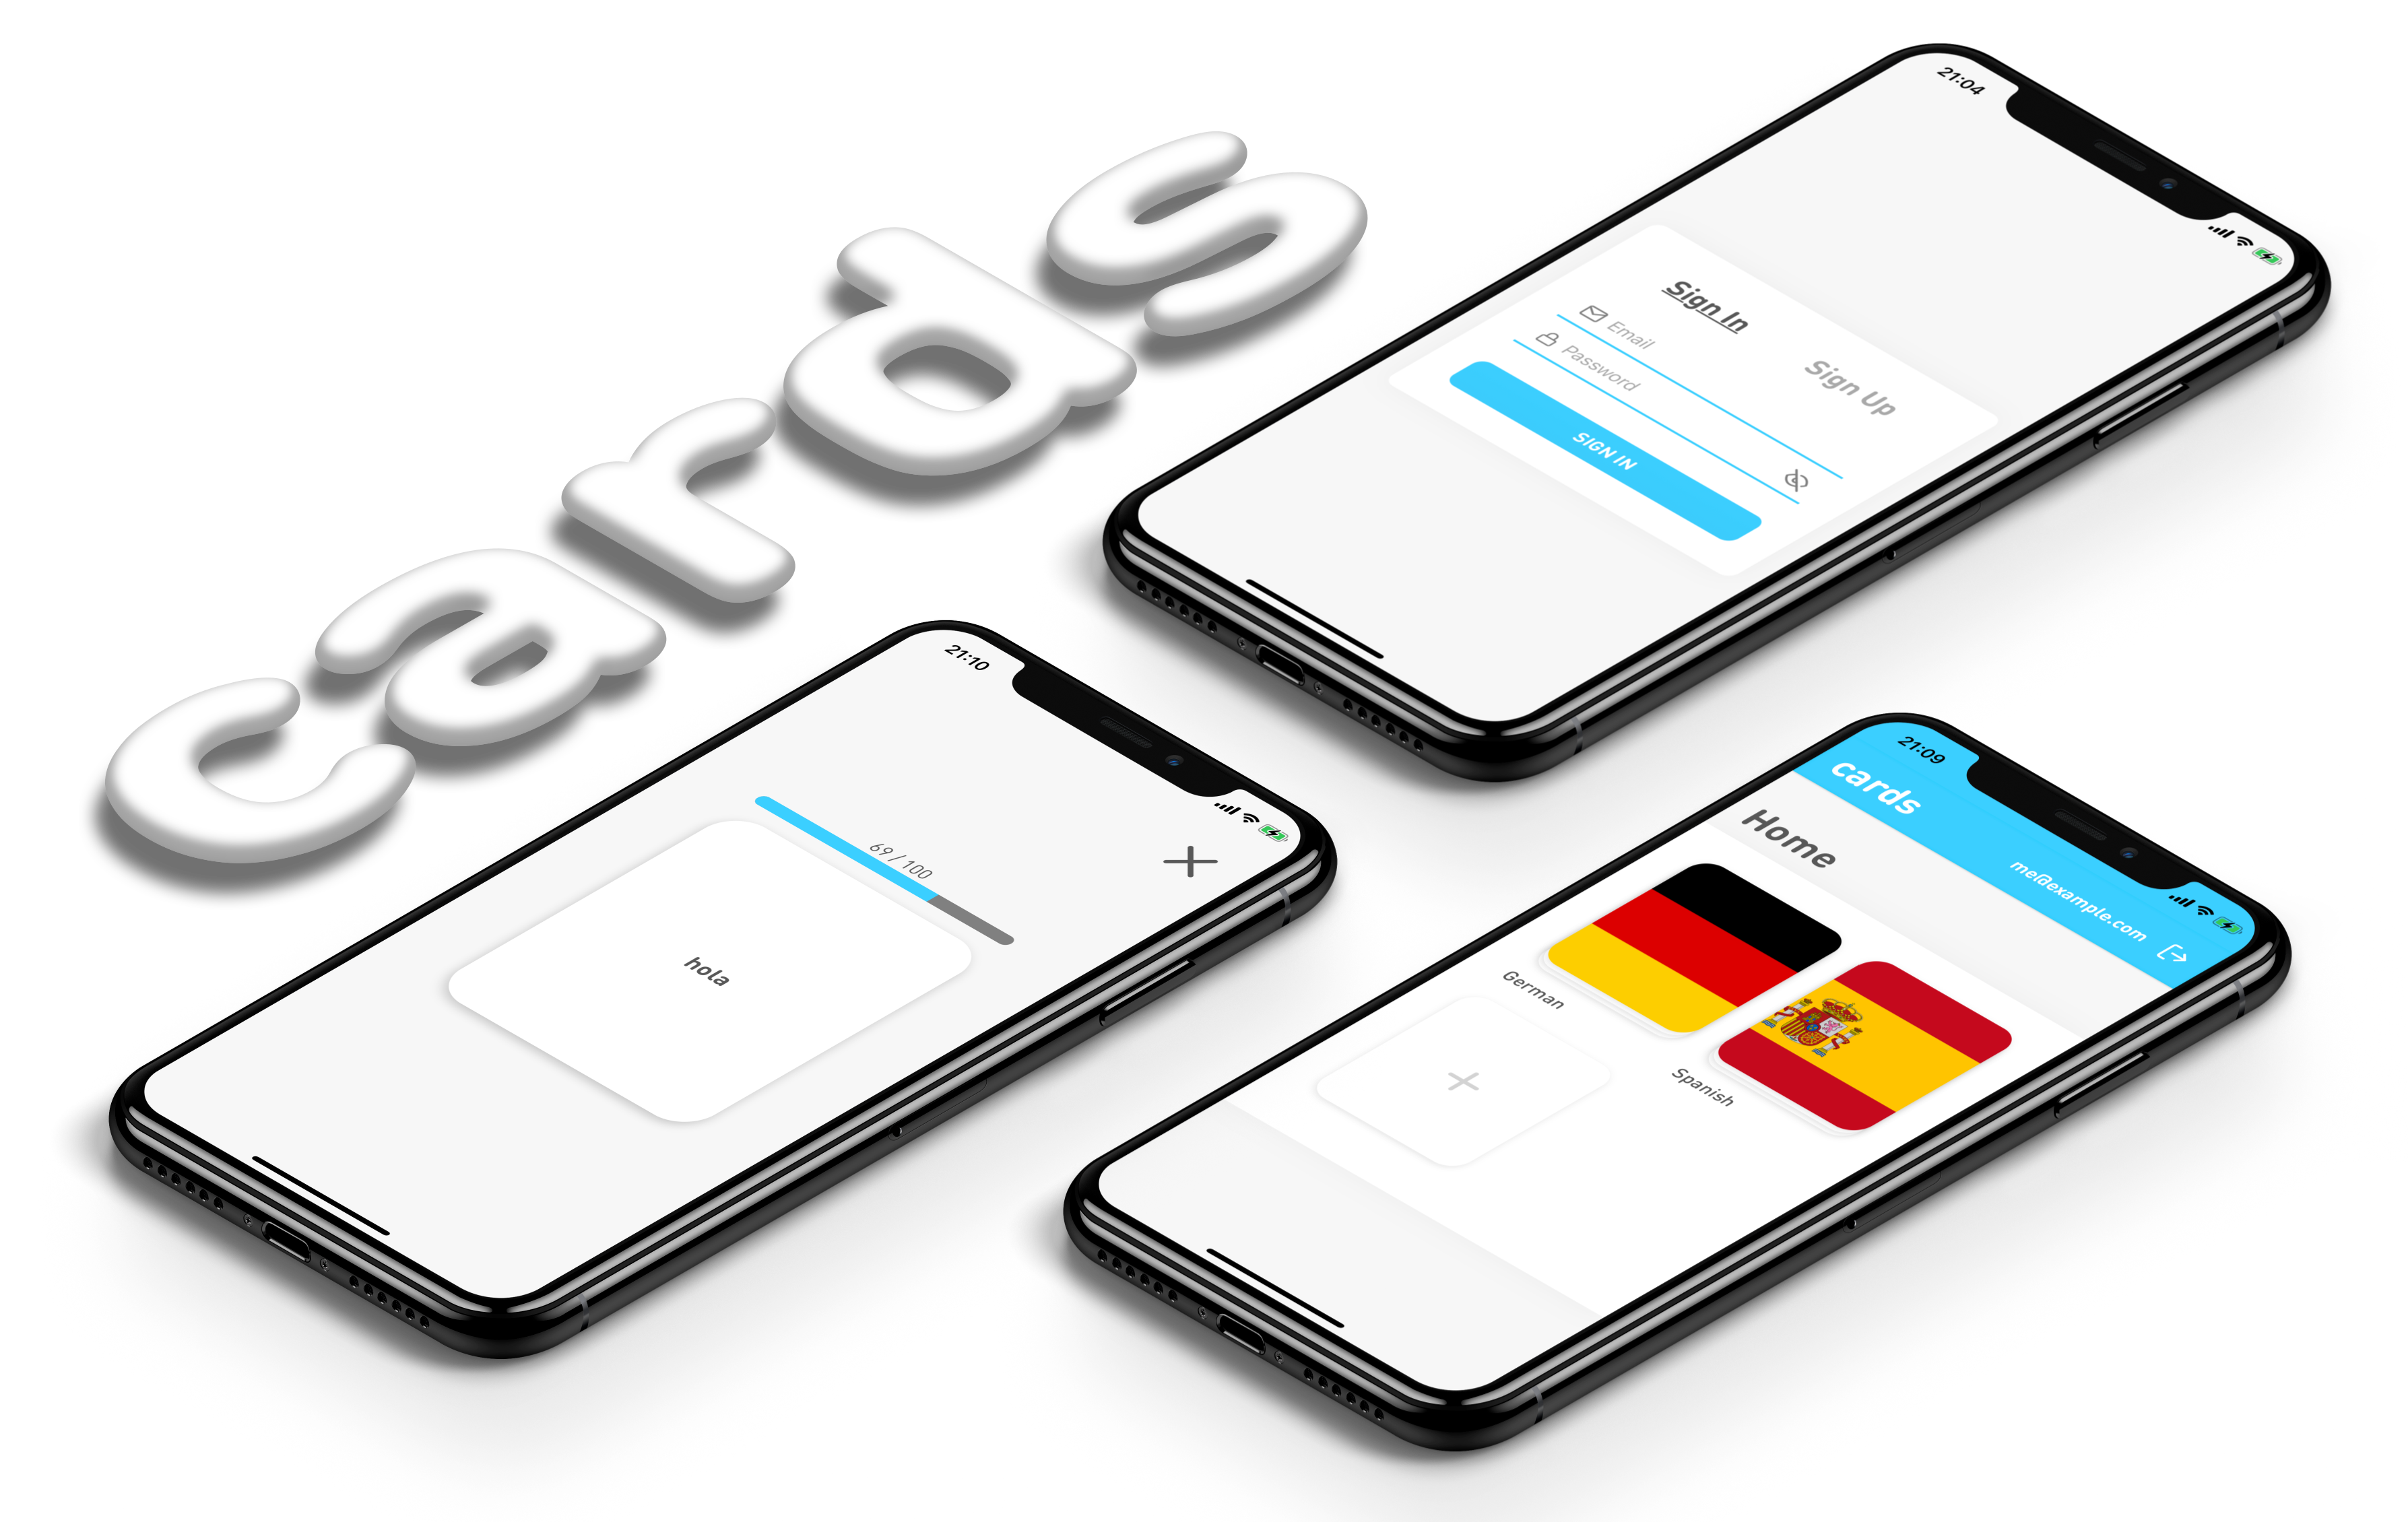 cards
21:04
Sign In
Sign Up
Email
Password
SIGN IN
21:10
69 / 100
hola
21:09
cards
me@example.com
Home
German
Spanish